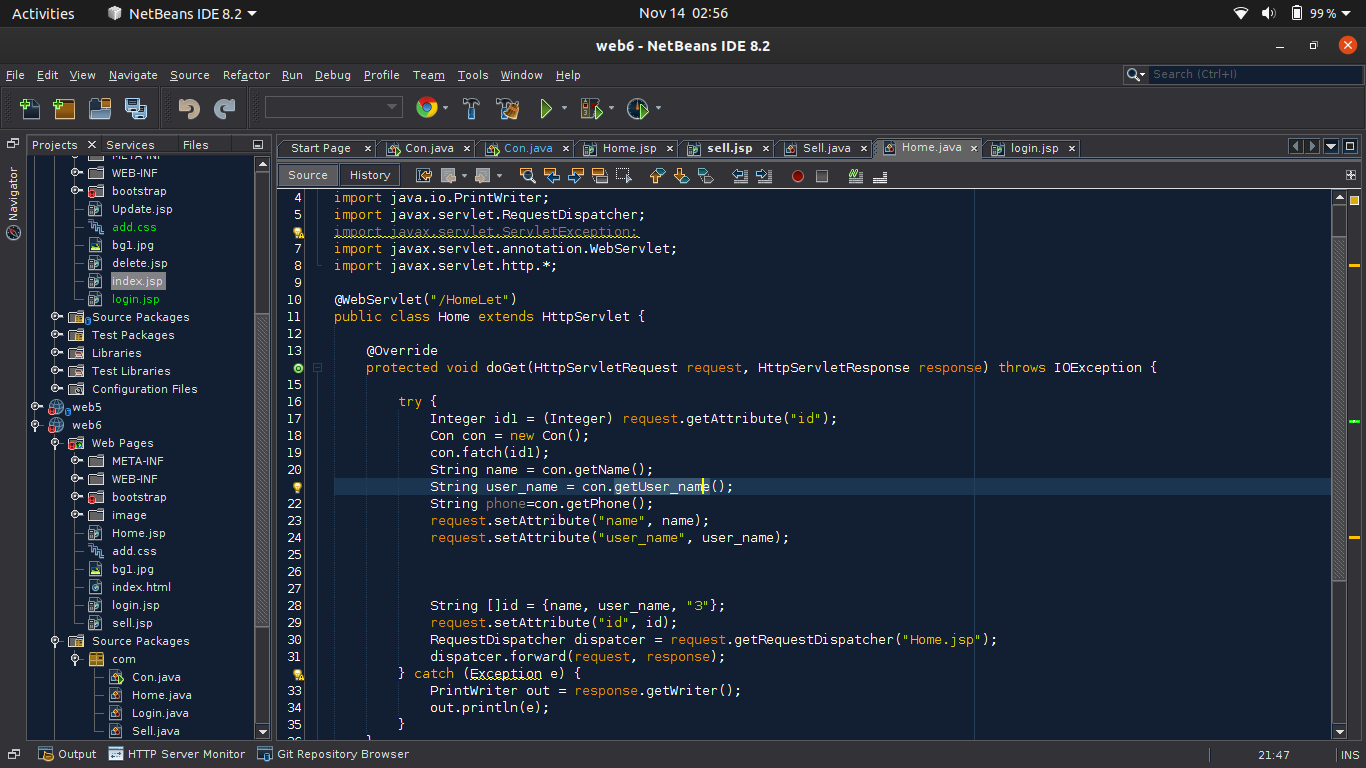 Activities NetBeans IDE 8.2 Nov 14 02:56 99 %
web6 - NetBeans IDE 8.2
File Edit View Navigate Source Refactor Run Debug Profile Team Tools Window Help Search (Ctrl+I)
Projects Services Files
Start Page Con.java Con.java Home.jsp sell.jsp Sell.java Home.java login.jsp
Source History
Navigator
META-INF
WEB-INF
bootstrap
Update.jsp
add.css
bg1.jpg
delete.jsp
index.jsp
login.jsp
Source Packages
Test Packages
Libraries
Test Libraries
Configuration Files
web5
web6
Web Pages
META-INF
WEB-INF
bootstrap
image
Home.jsp
add.css
bg1.jpg
index.html
login.jsp
sell.jsp
Source Packages
com
Con.java
Home.java
Login.java
Sell.java
4 import java.io.PrintWriter;
5 import javax.servlet.RequestDispatcher;
import javax.servlet.ServletException;
7 import javax.servlet.annotation.WebServlet;
8 import javax.servlet.http.*;
9
10 @WebServlet("/HomeLet")
11 public class Home extends HttpServlet {
12
13 @Override
protected void doGet(HttpServletRequest request, HttpServletResponse response) throws IOException {
15
16 try {
17 Integer id1 = (Integer) request.getAttribute("id");
18 Con con = new Con();
19 con.fatch(id1);
20 String name = con.getName();
String user_name = con.getUser_name();
22 String phone=con.getPhone();
23 request.setAttribute("name", name);
24 request.setAttribute("user_name", user_name);
25
26
27
28 String []id = {name, user_name, "3"};
29 request.setAttribute("id", id);
30 RequestDispatcher dispatcer = request.getRequestDispatcher("Home.jsp");
31 dispatcer.forward(request, response);
} catch (Exception e) {
33 PrintWriter out = response.getWriter();
34 out.println(e);
35 }
36 }
Output HTTP Server Monitor Git Repository Browser 21:47 INS